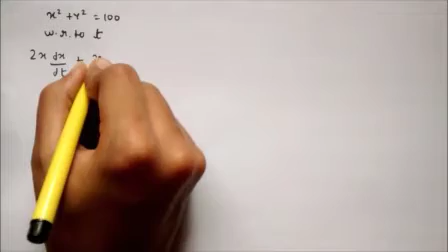 x² + y² = 100
w.r.to t
2x dx/dt +